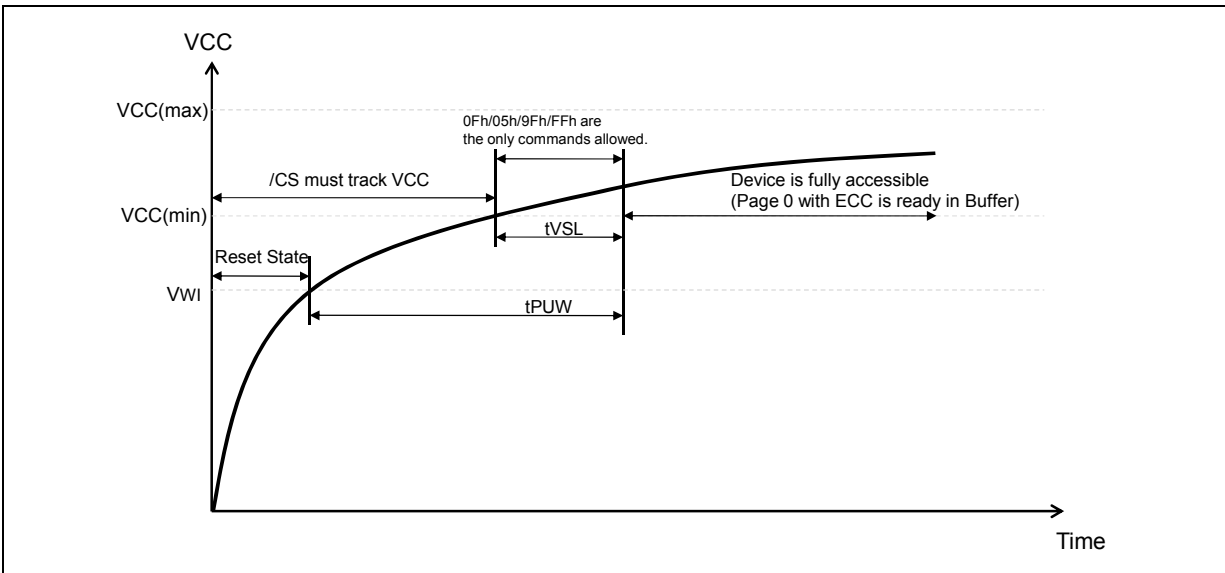 VCC
VCC(max)
0Fh/05h/9Fh/FFh are
the only commands allowed.
/CS must track VCC
Device is fully accessible
(Page 0 with ECC is ready in Buffer)
VCC(min)
tVSL
Reset State
VWI
tPUW
Time